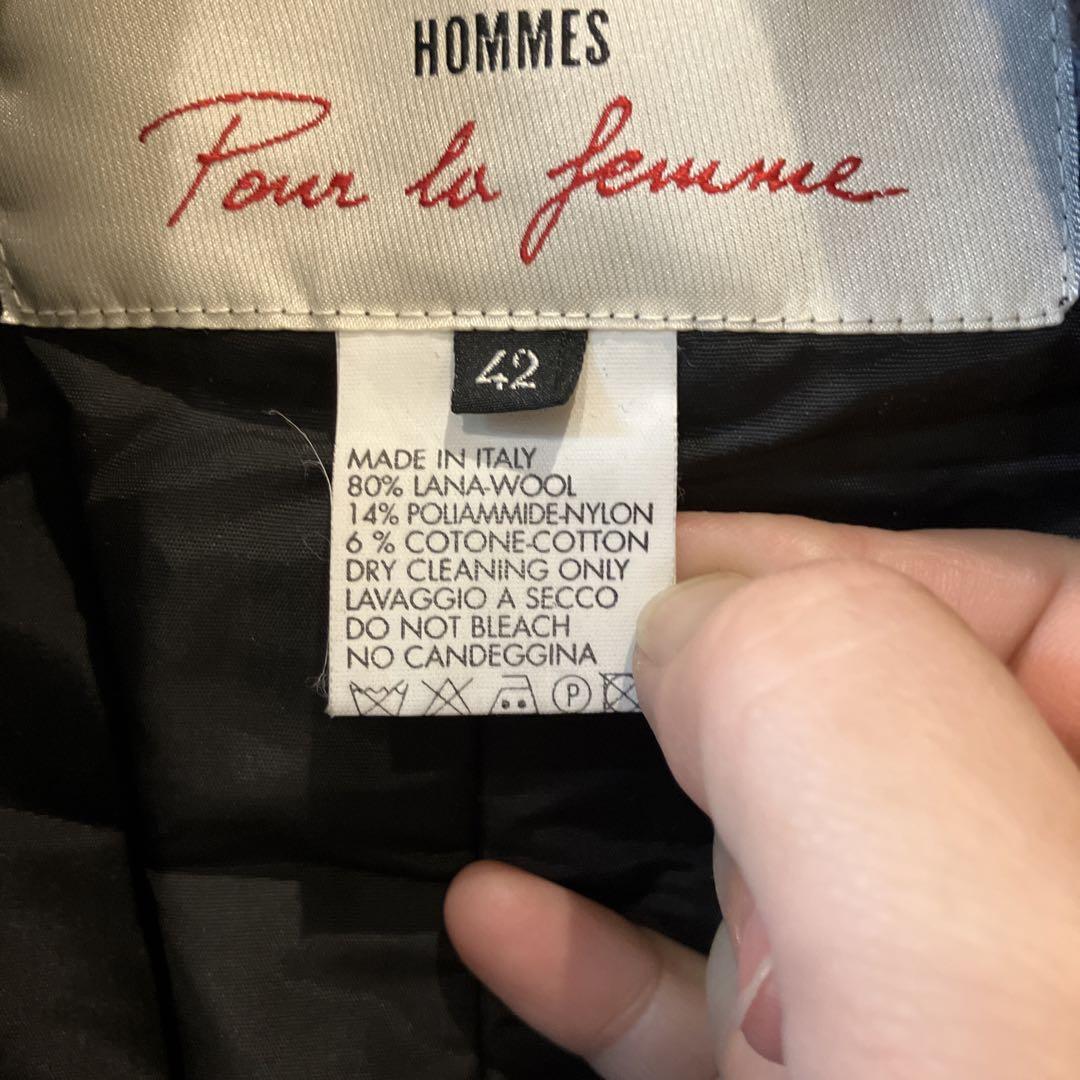 HOMMES
Pour la femme
42
MADE IN ITALY
80% LANA-WOOL
14% POLIAMMIDE-NYLON
6 % COTONE-COTTON
DRY CLEANING ONLY
LAVAGGIO A SECCO
DO NOT BLEACH
NO CANDEGGINA
P